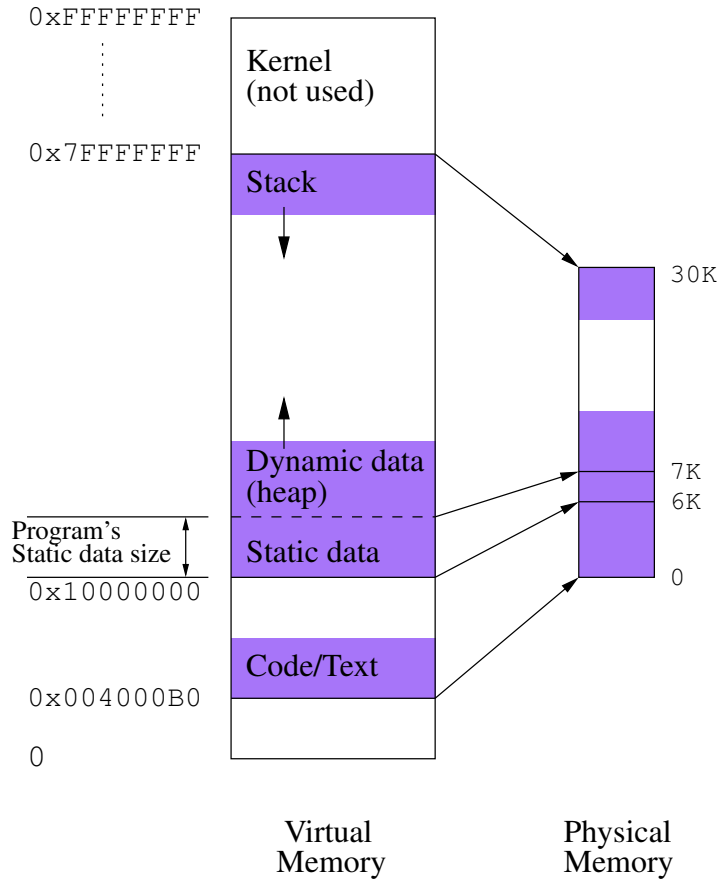 0xFFFFFFFF
Kernel
(not used)
0x7FFFFFFF
Stack
30K
Dynamic data
(heap)
7K
6K
Program's
Static data size
Static data
0
0x10000000
Code/Text
0x004000B0
0
Virtual
Memory
Physical
Memory